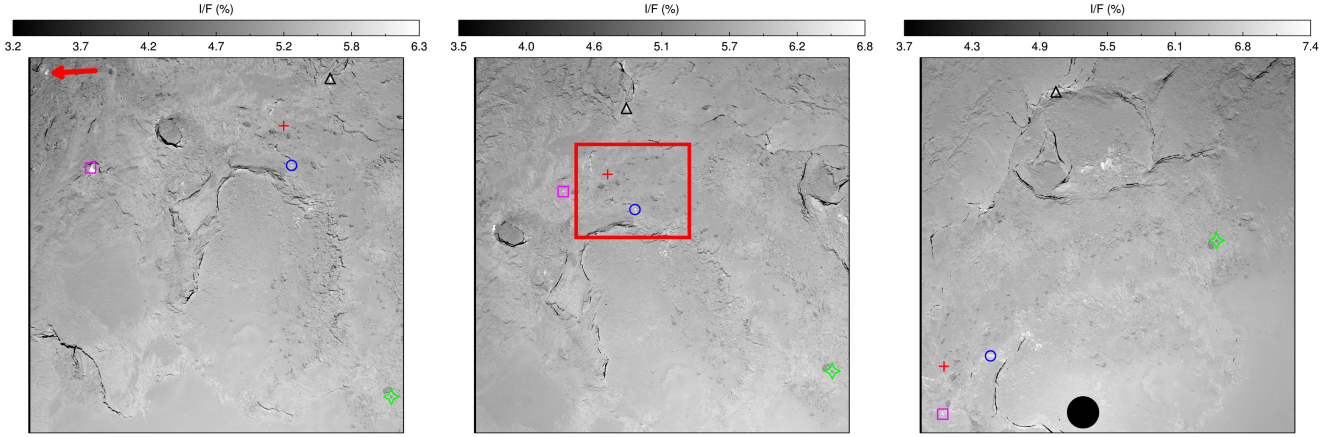 I/F (%)
3.2 3.7 4.2 4.7 5.2 5.8 6.3
I/F (%)
3.5 4.0 4.6 5.1 5.7 6.2 6.8
I/F (%)
3.7 4.3 4.9 5.5 6.1 6.8 7.4